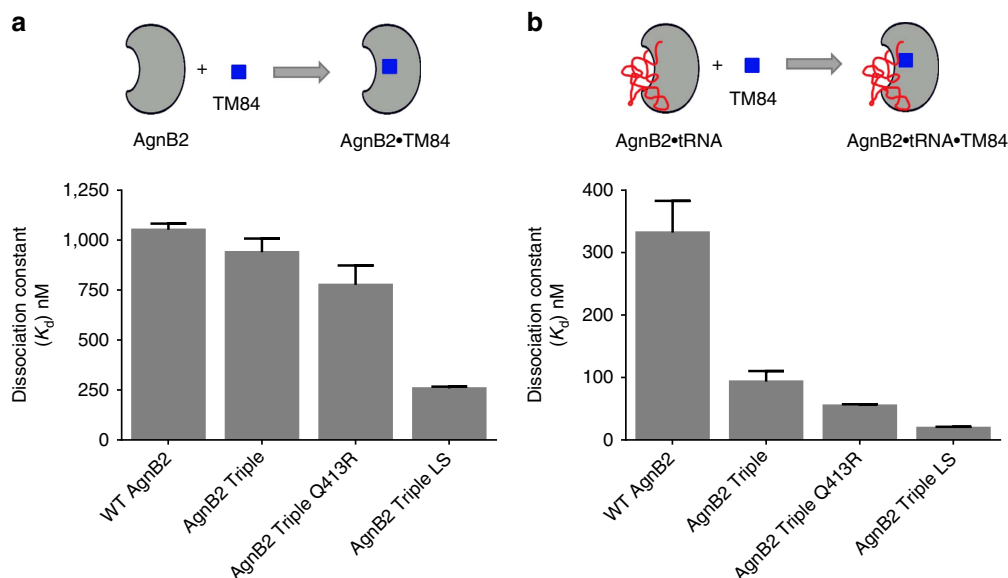 a
+
TM84
AgnB2
AgnB2•TM84
Dissociation constant
(Kd) nM
1,250
1,000
750
500
250
0
WT AgnB2
AgnB2 Triple
AgnB2 Triple Q413R
AgnB2 Triple LS
b
+
TM84
AgnB2•tRNA
AgnB2•tRNA•TM84
Dissociation constant
(Kd) nM
400
300
200
100
0
WT AgnB2
AgnB2 Triple
AgnB2 Triple Q413R
AgnB2 Triple LS